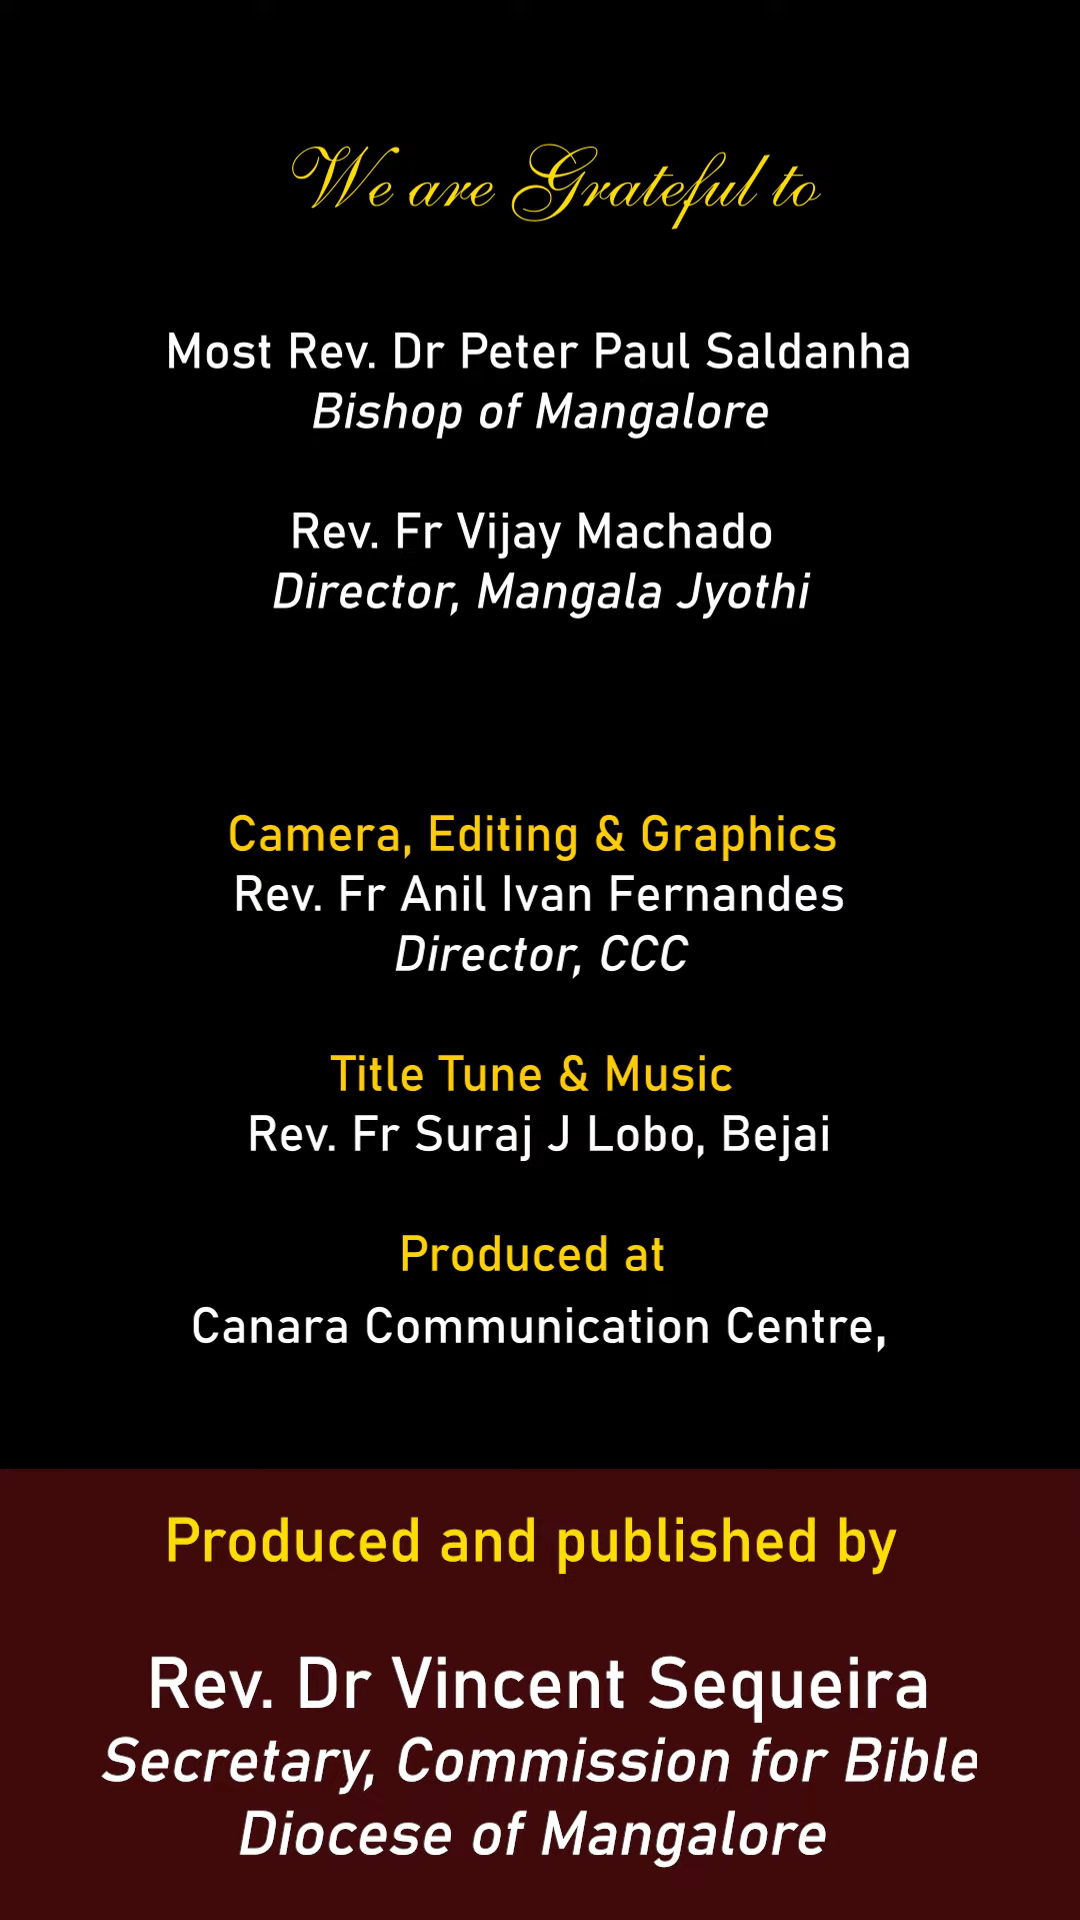 We are Grateful to
Most Rev. Dr Peter Paul Saldanha
Bishop of Mangalore
Rev. Fr Vijay Machado
Director, Mangala Jyothi
Camera, Editing & Graphics
Rev. Fr Anil Ivan Fernandes
Director, CCC
Title Tune & Music
Rev. Fr Suraj J Lobo, Bejai
Produced at
Canara Communication Centre,
Produced and published by
Rev. Dr Vincent Sequeira
Secretary, Commission for Bible
Diocese of Mangalore